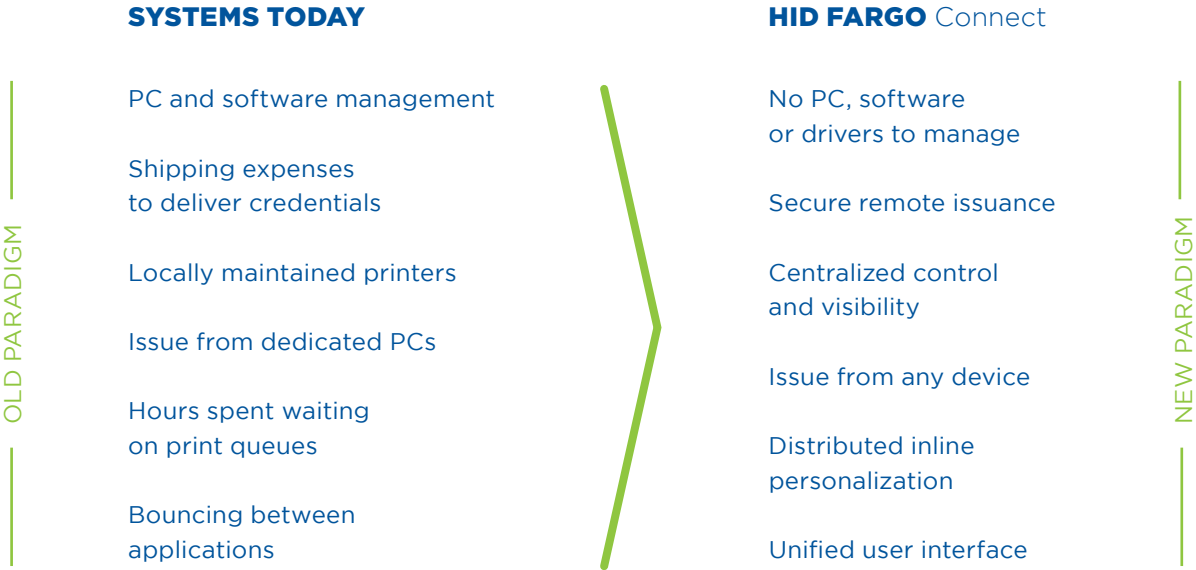 SYSTEMS TODAY
PC and software management
Shipping expenses
to deliver credentials
Locally maintained printers
Issue from dedicated PCs
Hours spent waiting
on print queues
Bouncing between
applications
OLD PARADIGM
HID FARGO Connect
No PC, software
or drivers to manage
Secure remote issuance
Centralized control
and visibility
Issue from any device
Distributed inline
personalization
Unified user interface
NEW PARADIGM